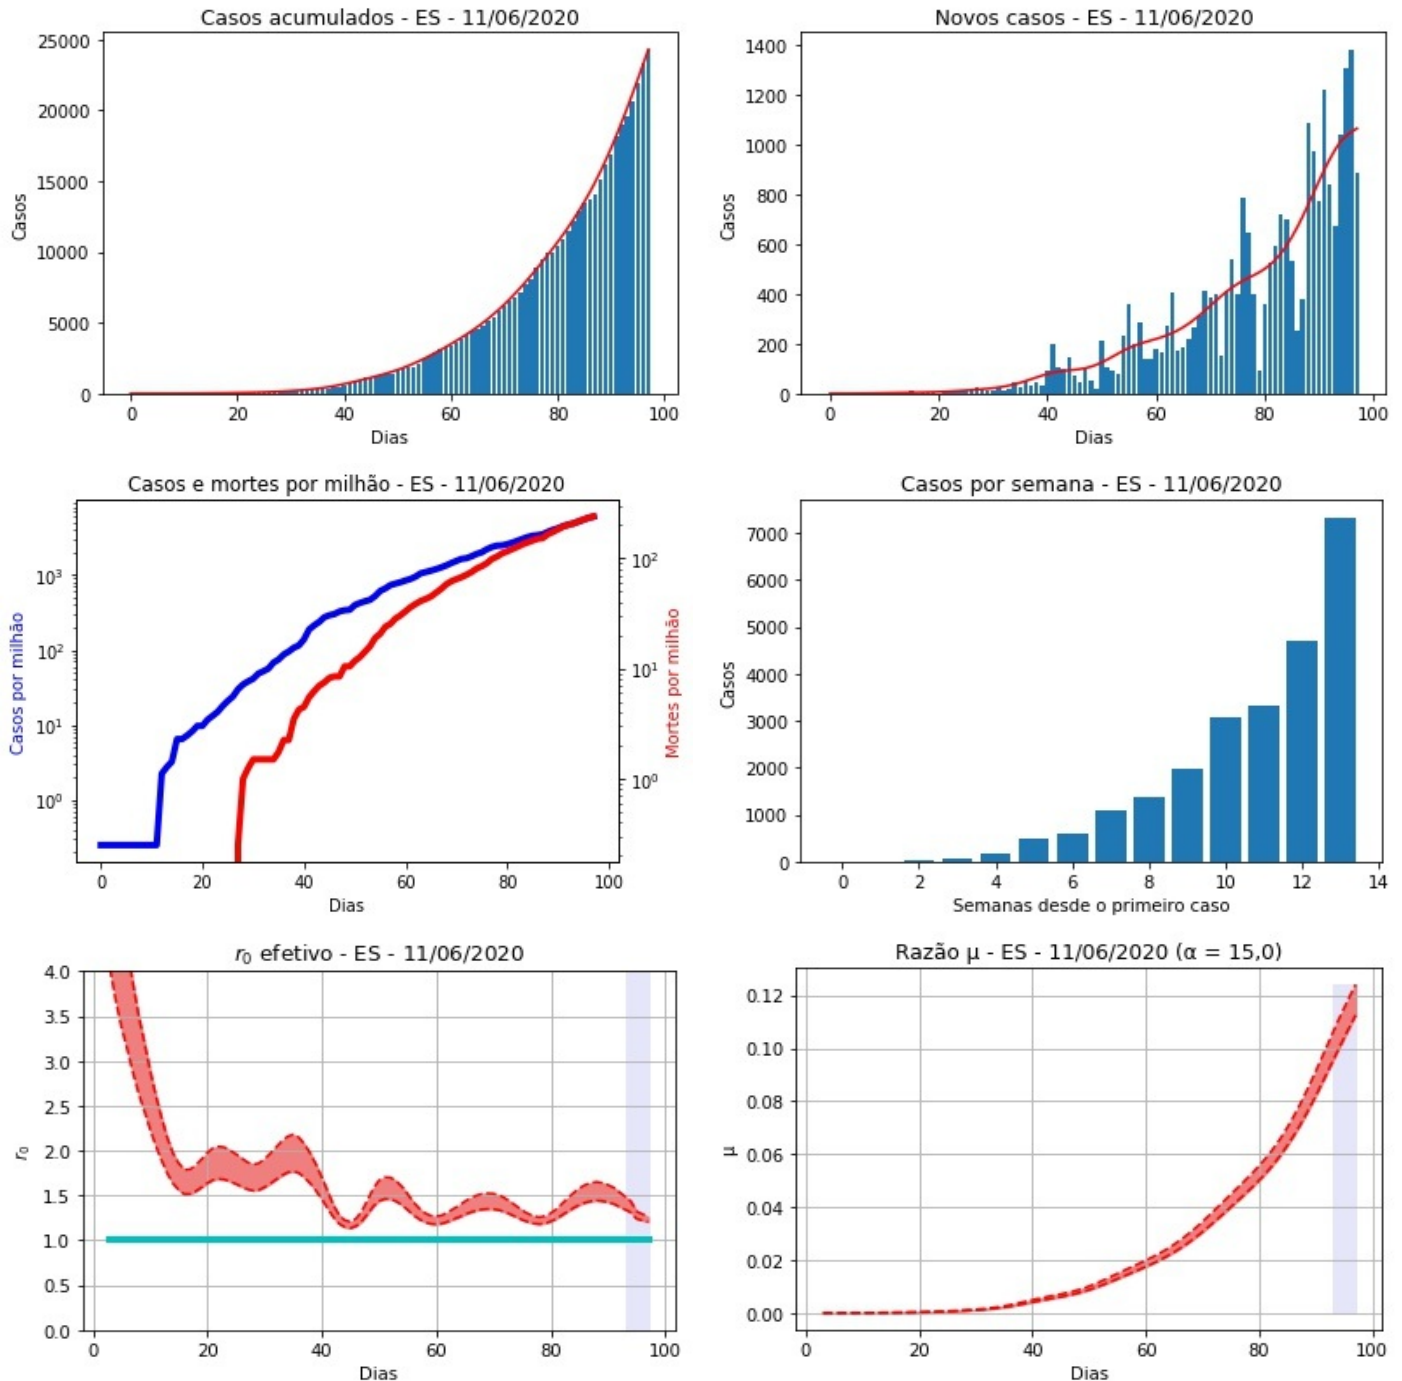 Casos acumulados - ES - 11/06/2020
25000
20000
15000
10000
5000
0
Casos
0 20 40 60 80 100
Dias
Novos casos - ES - 11/06/2020
1400
1200
1000
800
600
400
200
0
Casos
0 20 40 60 80 100
Dias
Casos e mortes por milhão - ES - 11/06/2020
10³
10²
10¹
10⁰
Casos por milhão
10²
10¹
10⁰
Mortes por milhão
0 20 40 60 80 100
Dias
Casos por semana - ES - 11/06/2020
7000
6000
5000
4000
3000
2000
1000
0
Casos
0 2 4 6 8 10 12 14
Semanas desde o primeiro caso
r₀ efetivo - ES - 11/06/2020
4.0
3.5
3.0
2.5
2.0
1.5
1.0
0.5
0.0
r₀
0 20 40 60 80 100
Dias
Razão µ - ES - 11/06/2020 (α = 15,0)
0.12
0.10
0.08
0.06
0.04
0.02
0.00
µ
0 20 40 60 80 100
Dias